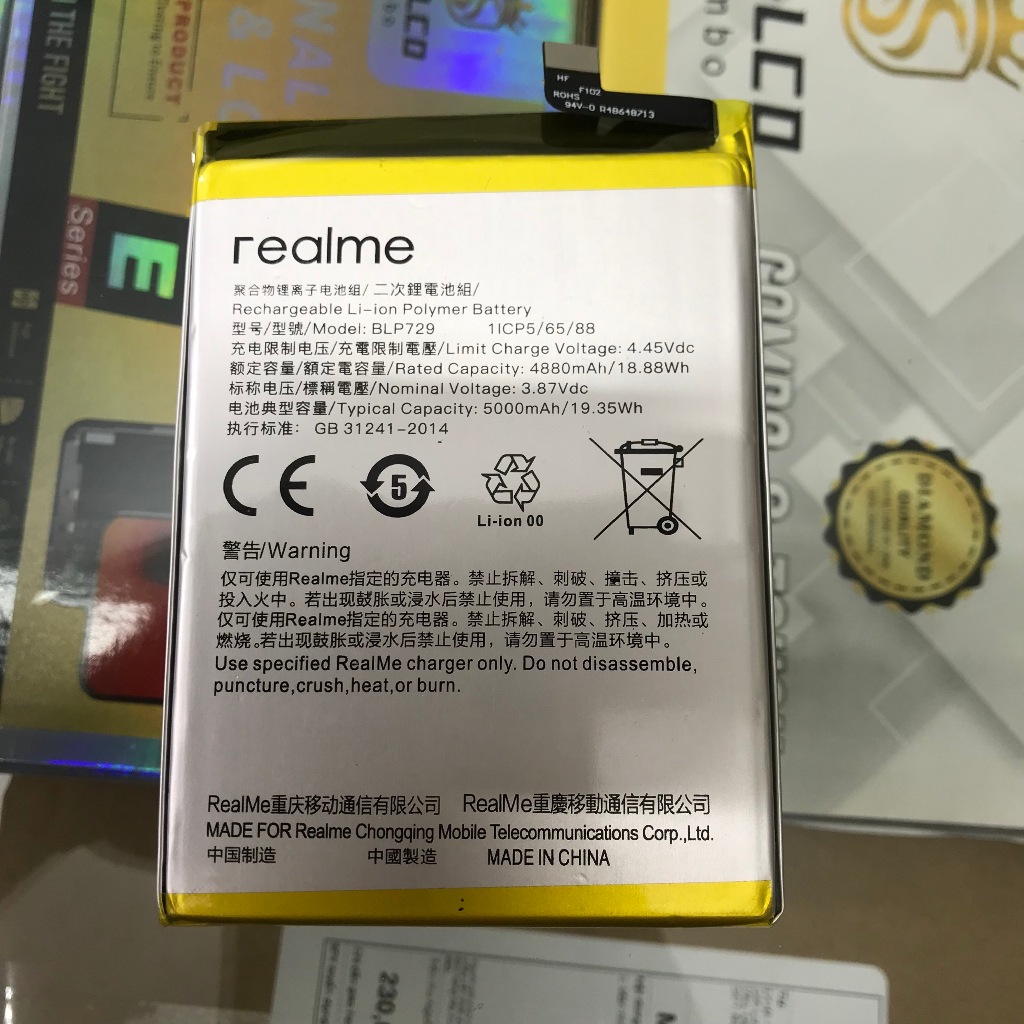 HF
F102
ROHS
94V-0 R48648713
realme
聚合物锂离子电池组/二次鋰電池組/
Rechargeable Li-ion Polymer Battery
型号/型號/Model: BLP729 1ICP5/65/88
充电限制电压/充電限制電壓/Limit Charge Voltage: 4.45Vdc
额定容量/額定電容量/Rated Capacity: 4880mAh/18.88Wh
标称电压/標稱電壓/Nominal Voltage: 3.87Vdc
电池典型容量/Typical Capacity: 5000mAh/19.35Wh
执行标准: GB 31241-2014
CE
5
Li-ion 00
警告/Warning
仅可使用Realme指定的充电器。禁止拆解、刺破、撞击、挤压或
投入火中。若出现鼓胀或浸水后禁止使用，请勿置于高温环境中。
仅可使用Realme指定的充电器。禁止拆解、刺破、挤压、加热或
燃烧。若出现鼓胀或浸水后禁止使用，请勿置于高温环境中。
Use specified RealMe charger only. Do not disassemble,
puncture,crush,heat,or burn.
RealMe重庆移动通信有限公司 RealMe重慶移動通信有限公司
MADE FOR Realme Chongqing Mobile Telecommunications Corp.,Ltd.
中国制造 中國製造 MADE IN CHINA
THE FIGHT
PRODUCT
E
Series
LCD
LCD
mbo
DIAMOND
QUALITY
230